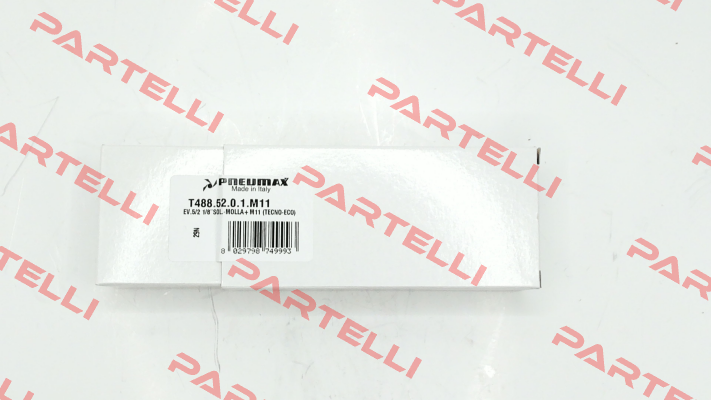 PNEUMAX
Made in Italy
T488.52.0.1.M11
EV.5/2 1/8" SOL-MOLLA+ M11 (TECNO-ECO)
25N
8 029798 749993
PARTELLI
PARTELLI
PARTELLI
PARTELLI
PARTELLI
PARTELLI
PARTELLI
PARTELLI
PARTELLI
PARTELLI
PARTELLI
PARTELLI